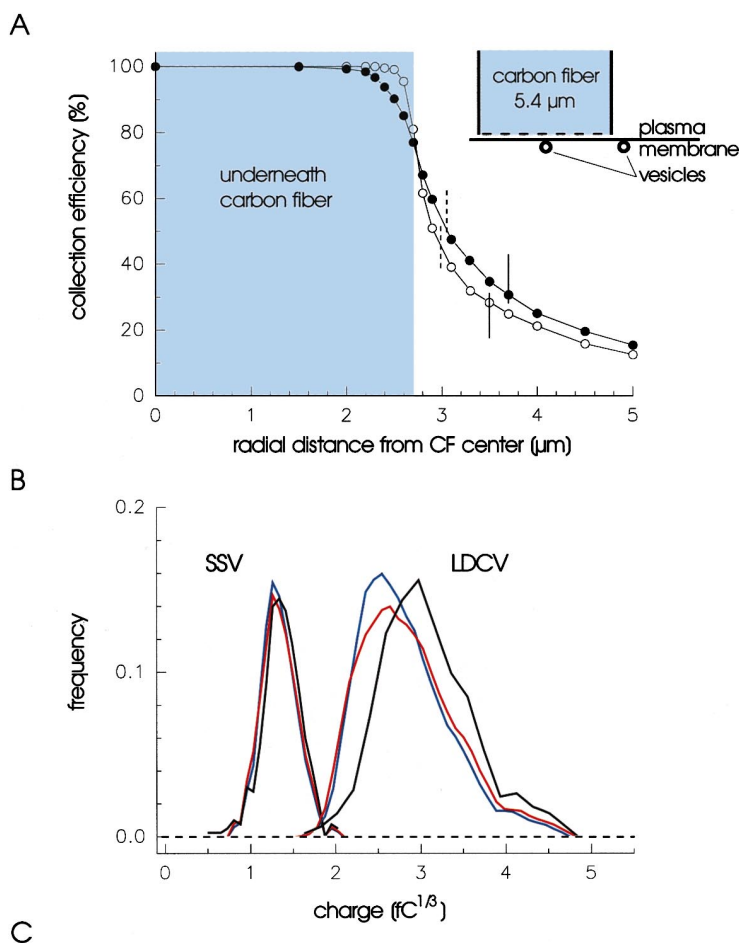 A
100
80
60
40
20
0
collection efficiency (%)
underneath
carbon fiber
carbon fiber
5.4 μm
plasma
membrane
vesicles
0 1 2 3 4 5
radial distance from CF center (μm)
B
0.2
0.1
0.0
frequency
SSV
LDCV
0 1 2 3 4 5
charge (fC^1/3)
C